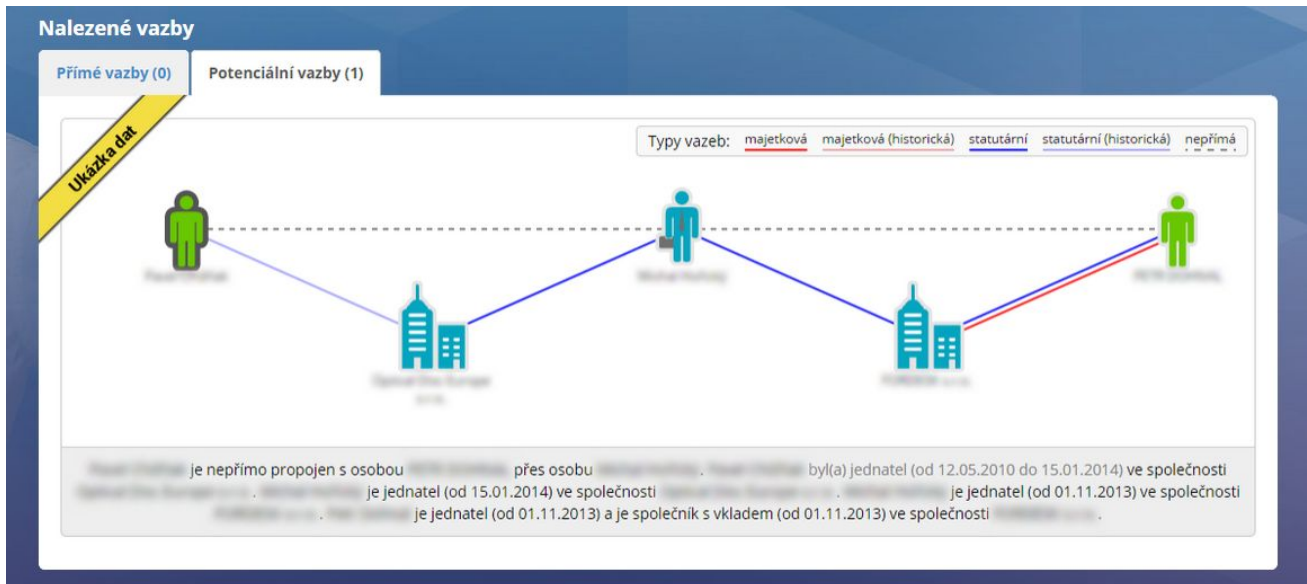 Nalezené vazby
Přímé vazby (0) Potenciální vazby (1)
Ukázka dat
Typy vazeb: majetková majetková (historická) statutární statutární (historická) nepřímá
je nepřímo propojen s osobou přes osobu . byl(a) jednatel (od 12.05.2010 do 15.01.2014) ve společnosti
. je jednatel (od 15.01.2014) ve společnosti . je jednatel (od 01.11.2013) ve společnosti
. je jednatel (od 01.11.2013) a je společník s vkladem (od 01.11.2013) ve společnosti .